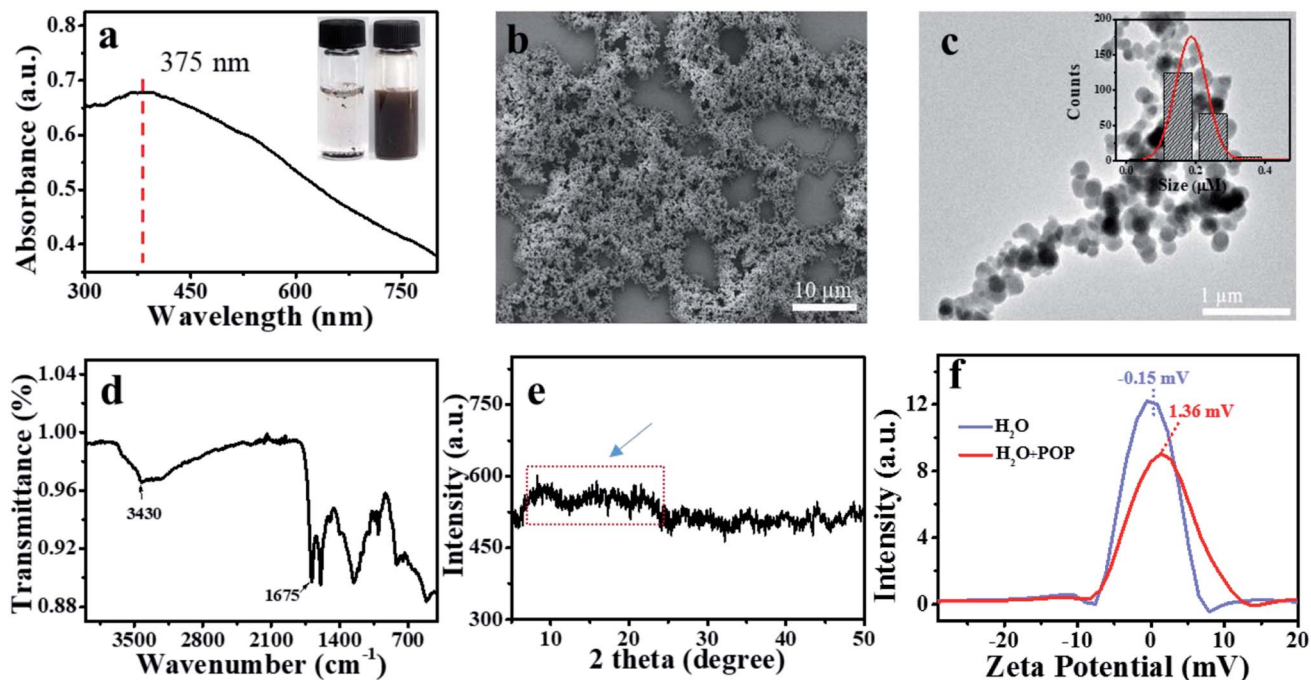 a
375 nm
Absorbance (a.u.)
0.8
0.7
0.6
0.5
0.4
300
450
600
750
Wavelength (nm)
b
10 µm
c
Counts
200
150
100
50
0
0.0
0.2
0.4
Size (µM)
1 µm
d
Transmittance (%)
1.04
1.00
0.96
0.92
0.88
3430
1675
3500
2800
2100
1400
700
Wavenumber (cm⁻¹)
e
Intensity (a.u.)
750
600
450
300
10
20
30
40
50
2 theta (degree)
f
-0.15 mV
1.36 mV
H₂O
H₂O+POP
Intensity (a.u.)
12
8
4
0
-20
-10
0
10
20
Zeta Potential (mV)